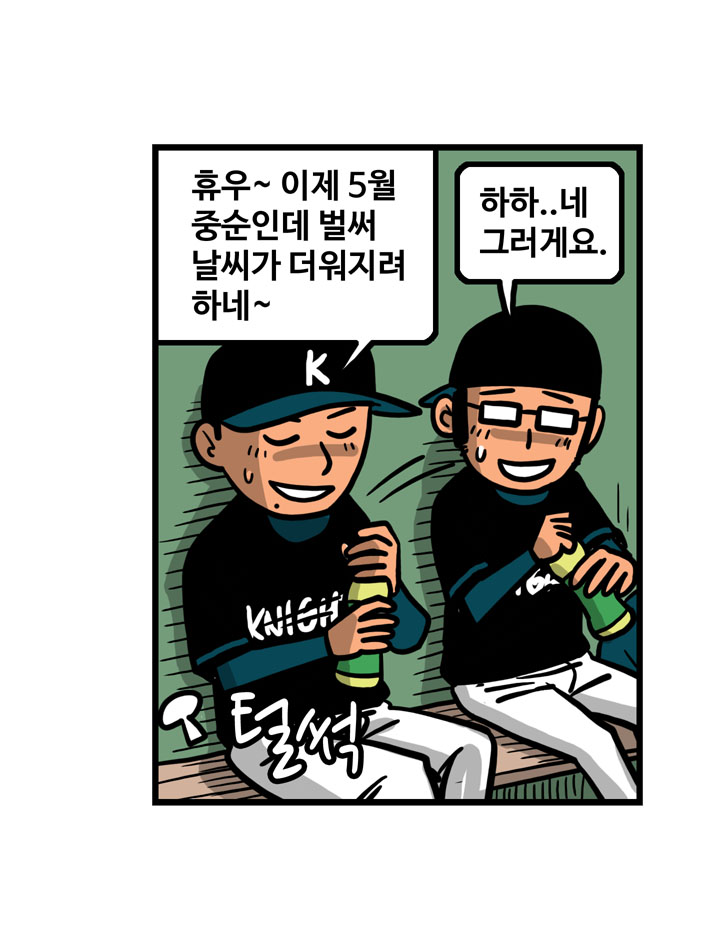 휴우~ 이제 5월
중순인데 벌써
날씨가 더워지려
하네~
하하..네
그러게요.
K
KNIGH
털썩